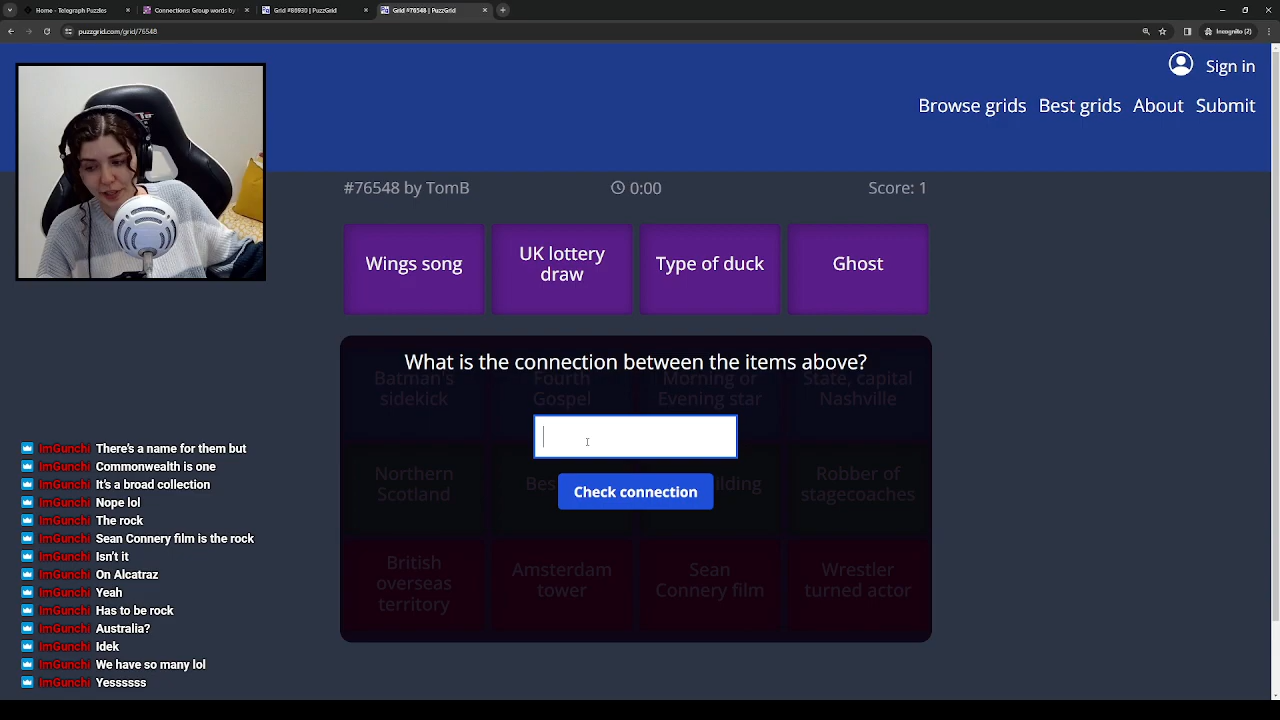 Home - Telegraph Puzzles
Connections: Group words by
Grid #86930 | PuzzGrid
Grid #76548 | PuzzGrid
puzzgrid.com/grid/76548
Incognito (2)
Sign in
Browse grids
Best grids
About
Submit
#76548 by TomB
0:00
Score: 1
Wings song
UK lottery
draw
Type of duck
Ghost
What is the connection between the items above?
Batman's
sidekick
Fourth
Gospel
Morning or
Evening star
State, capital
Nashville
Northern
Scotland
Robber of
stagecoaches
Check connection
British
overseas
territory
Amsterdam
tower
Sean
Connery film
Wrestler
turned actor
ImGunchi There's a name for them but
ImGunchi Commonwealth is one
ImGunchi It's a broad collection
ImGunchi Nope lol
ImGunchi The rock
ImGunchi Sean Connery film is the rock
ImGunchi Isn't it
ImGunchi On Alcatraz
ImGunchi Yeah
ImGunchi Has to be rock
ImGunchi Australia?
ImGunchi Idek
ImGunchi We have so many lol
ImGunchi Yessssss